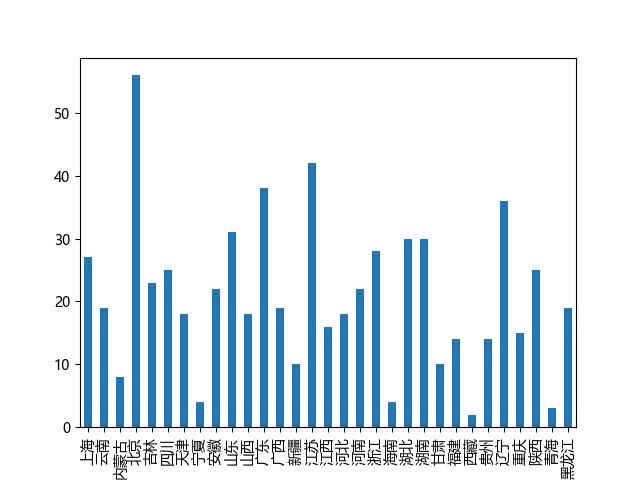 50
40
30
20
10
0
上海
云南
内蒙古
北京
吉林
四川
天津
宁夏
安徽
山东
山西
广东
广西
新疆
江苏
江西
河北
河南
浙江
海南
湖北
湖南
甘肃
福建
西藏
贵州
辽宁
重庆
陕西
青海
黑龙江